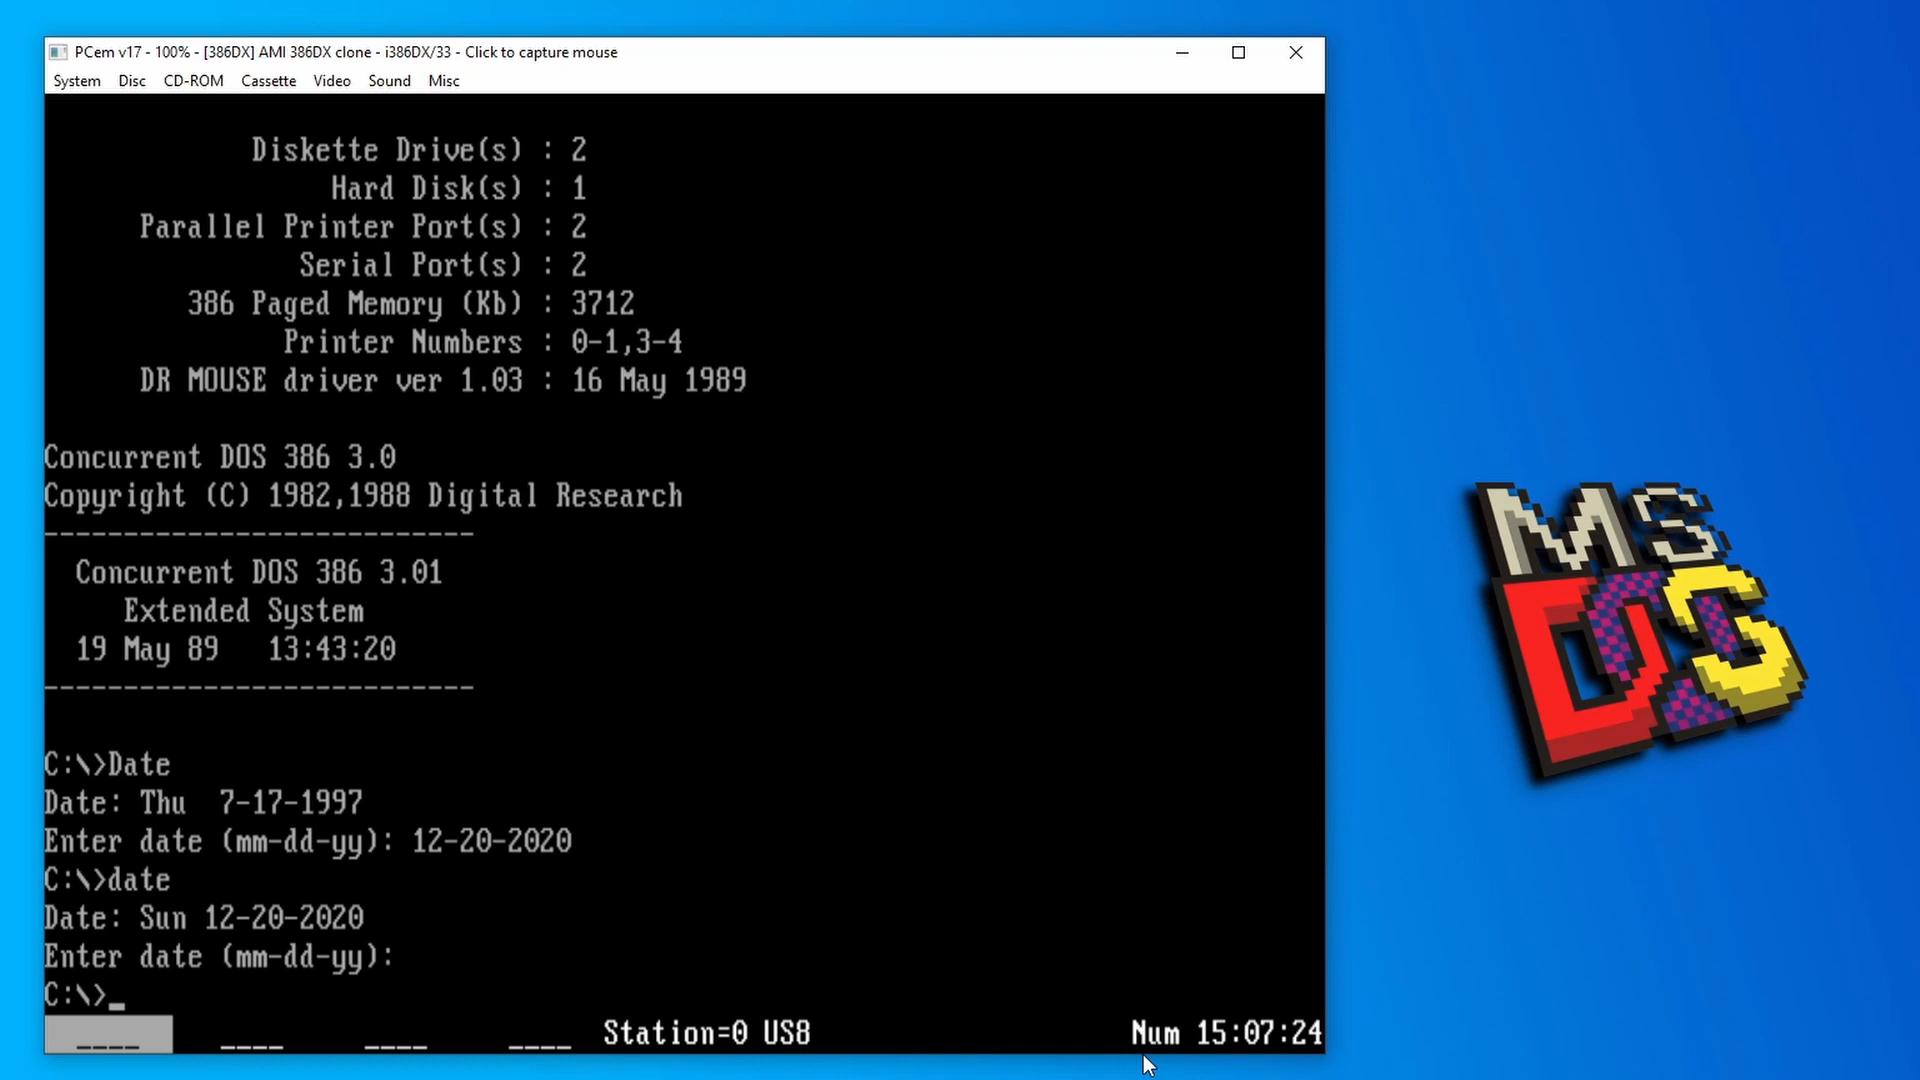 PCem v17 - 100% - [386DX] AMI 386DX clone - i386DX/33 - Click to capture mouse
System Disc CD-ROM Cassette Video Sound Misc
Diskette Drive(s) : 2
Hard Disk(s) : 1
Parallel Printer Port(s) : 2
Serial Port(s) : 2
386 Paged Memory (Kb) : 3712
Printer Numbers : 0-1,3-4
DR MOUSE driver ver 1.03 : 16 May 1989
Concurrent DOS 386 3.0
Copyright (C) 1982,1988 Digital Research
---------------------------
Concurrent DOS 386 3.01
Extended System
19 May 89 13:43:20
---------------------------
C:\>Date
Date: Thu 7-17-1997
Enter date (mm-dd-yy): 12-20-2020
C:\>date
Date: Sun 12-20-2020
Enter date (mm-dd-yy):
C:\>_
____ ____ ____ ____ Station=0 US8 Num 15:07:24
MS
DOS